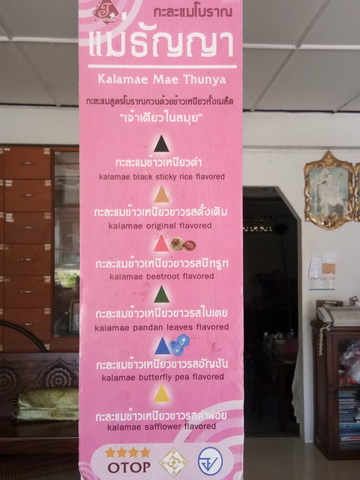 กะละแมโบราณ
แม่ธัญญา
Kalamae Mae Thunya
กะละแมสูตรโบราณกวนด้วยข้าวเหนียวทั้งเมล็ด
"เจ้าเดียวในสมุย"
กะละแมข้าวเหนียวดำ
kalamae black sticky rice flavored
กะละแมข้าวเหนียวขาวรสดั้งเดิม
kalamae original flavored
กะละแมข้าวเหนียวขาวรสบีทรูท
kalamae beetroot flavored
กะละแมข้าวเหนียวขาวรสใบเตย
kalamae pandan leaves flavored
กะละแมข้าวเหนียวขาวรสอัญชัน
kalamae butterfly pea flavored
กะละแมข้าวเหนียวขาวรสคำฝอย
kalamae safflower flavored
OTOP